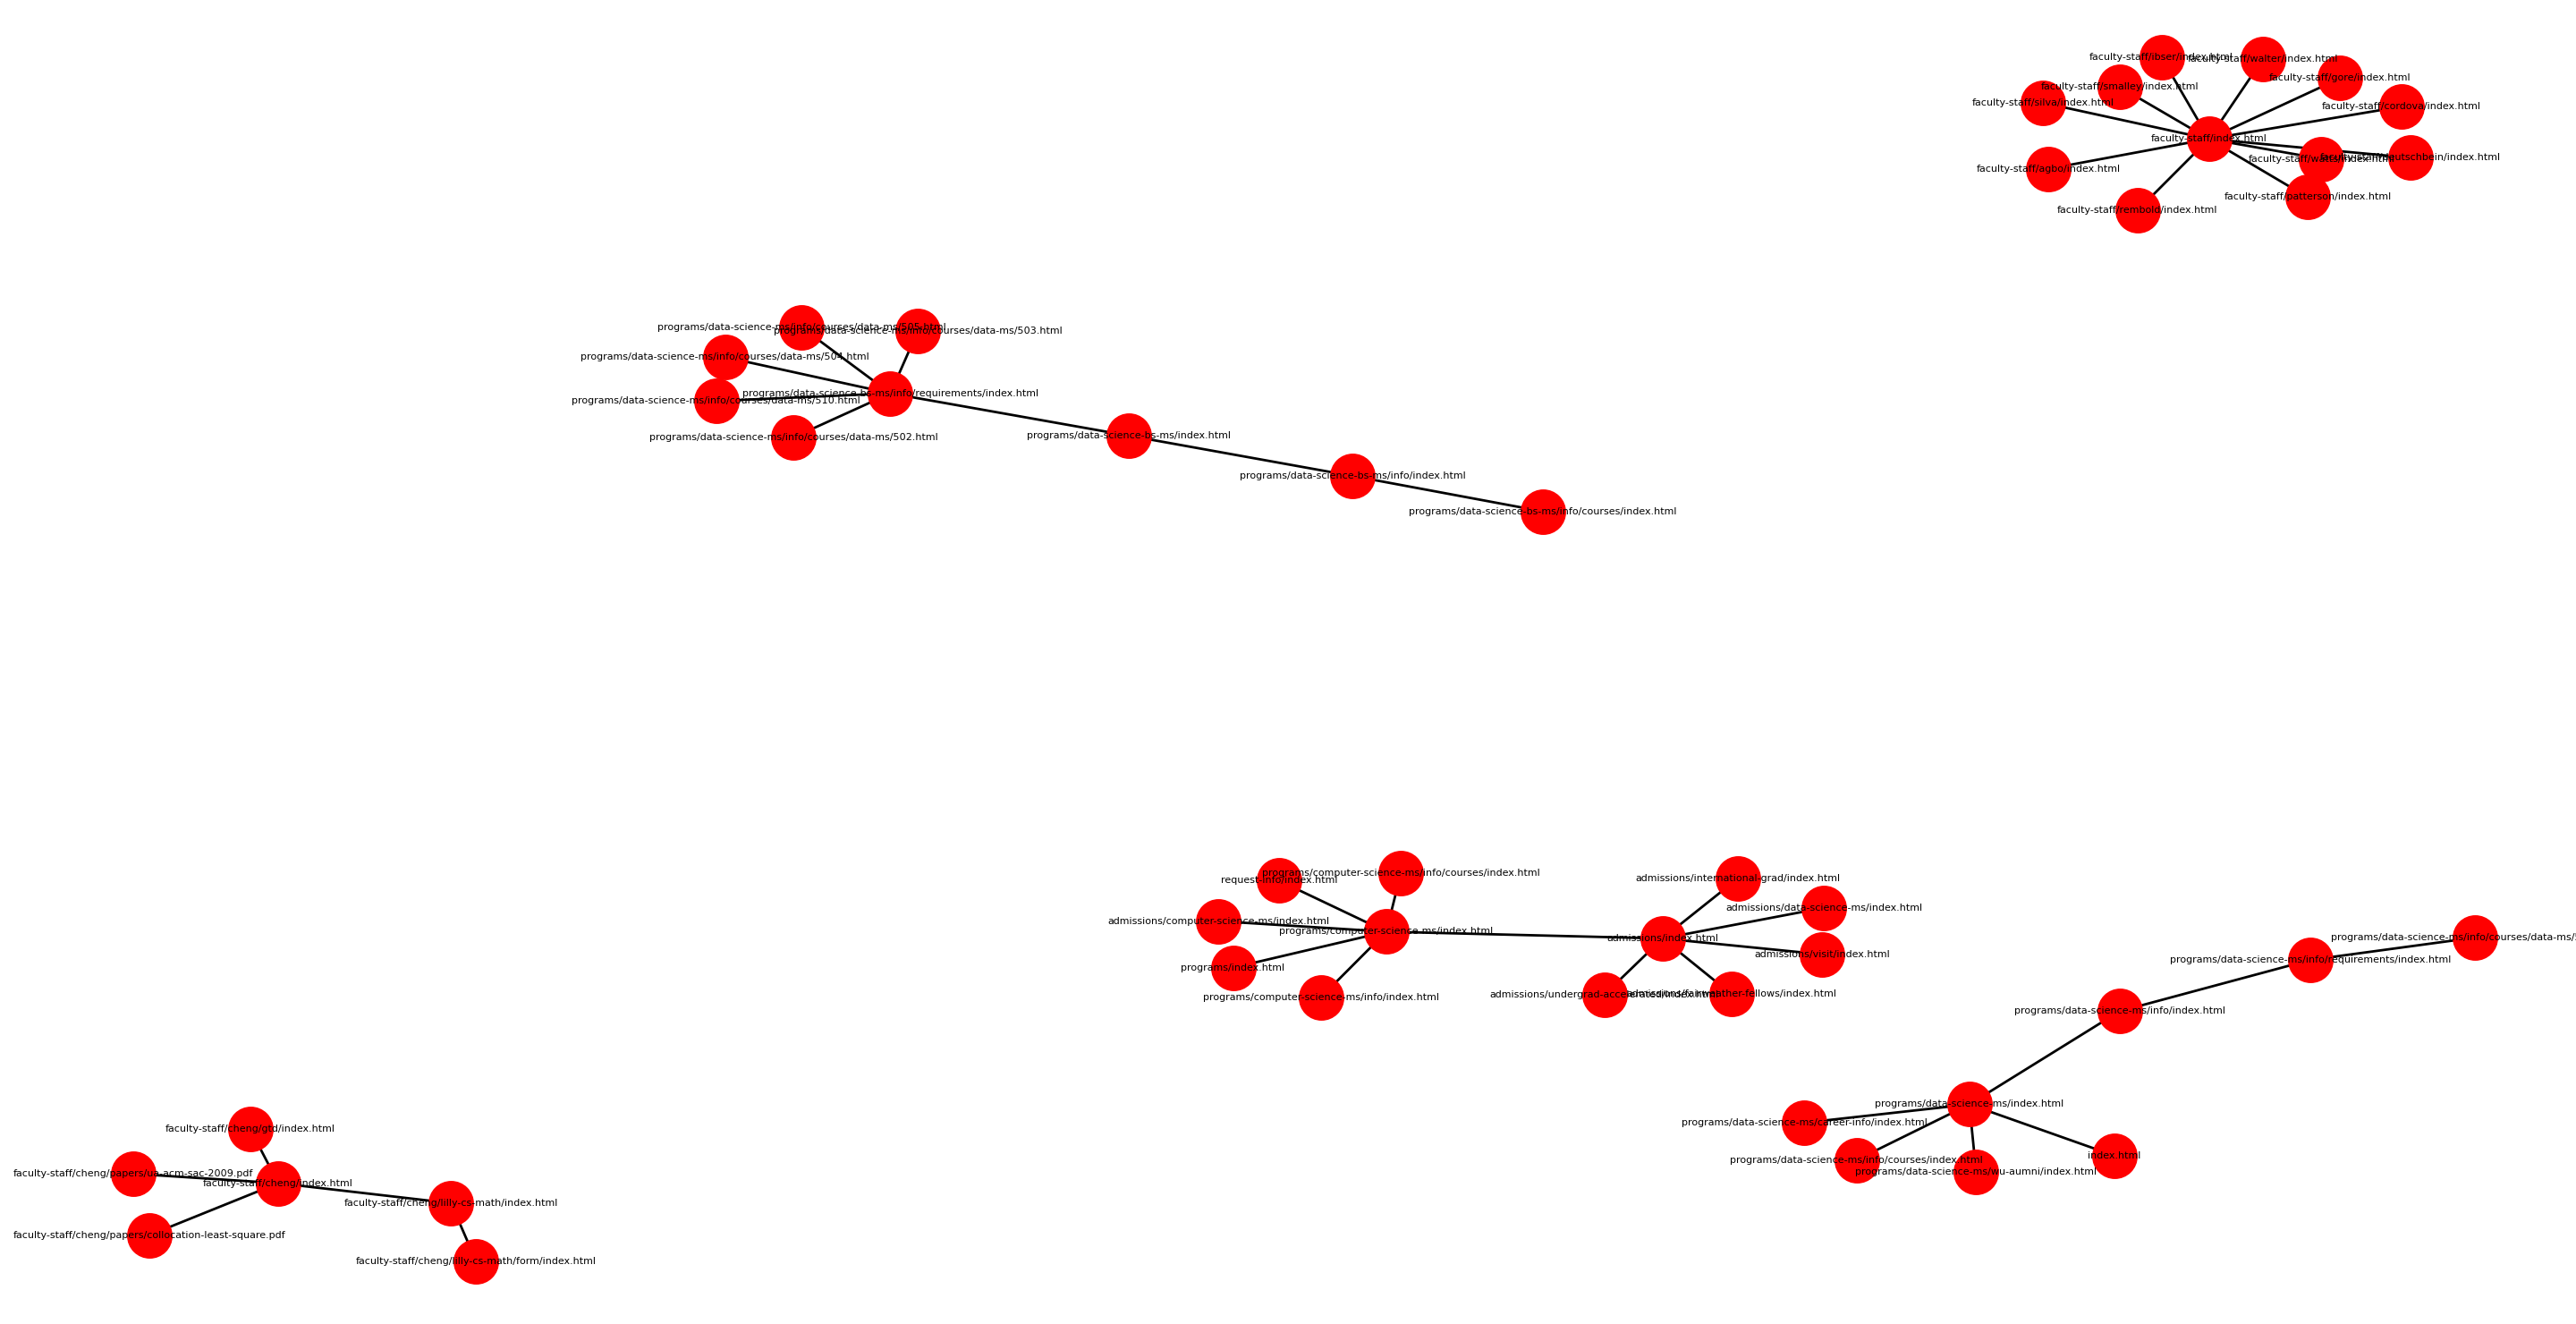 faculty-staff/ibser/index.html
faculty-staff/walter/index.html
faculty-staff/gore/index.html
faculty-staff/smalley/index.html
faculty-staff/silva/index.html
faculty-staff/cordova/index.html
faculty-staff/index.html
faculty-staff/watts/index.html
faculty-staff/deutschbein/index.html
faculty-staff/agbo/index.html
faculty-staff/patterson/index.html
faculty-staff/rembold/index.html
programs/data-science-ms/info/courses/data-ms/505.html
programs/data-science-ms/info/courses/data-ms/503.html
programs/data-science-ms/info/courses/data-ms/504.html
programs/data-science-bs-ms/info/requirements/index.html
programs/data-science-ms/info/courses/data-ms/510.html
programs/data-science-ms/info/courses/data-ms/502.html
programs/data-science-bs-ms/index.html
programs/data-science-bs-ms/info/index.html
programs/data-science-bs-ms/info/courses/index.html
programs/computer-science-ms/info/courses/index.html
request-info/index.html
admissions/international-grad/index.html
admissions/data-science-ms/index.html
admissions/computer-science-ms/index.html
programs/computer-science-ms/index.html
admissions/index.html
admissions/visit/index.html
programs/index.html
programs/computer-science-ms/info/index.html
admissions/undergrad-accelerated/index.html
admissions/fairweather-fellows/index.html
programs/data-science-ms/info/courses/data-ms/
programs/data-science-ms/info/requirements/index.html
programs/data-science-ms/info/index.html
programs/data-science-ms/index.html
programs/data-science-ms/career-info/index.html
index.html
programs/data-science-ms/info/courses/index.html
programs/data-science-ms/wu-aumni/index.html
faculty-staff/cheng/gfd/index.html
faculty-staff/cheng/papers/ua-acm-sac-2009.pdf
faculty-staff/cheng/index.html
faculty-staff/cheng/lilly-cs-math/index.html
faculty-staff/cheng/papers/collocation-least-square.pdf
faculty-staff/cheng/lilly-cs-math/form/index.html